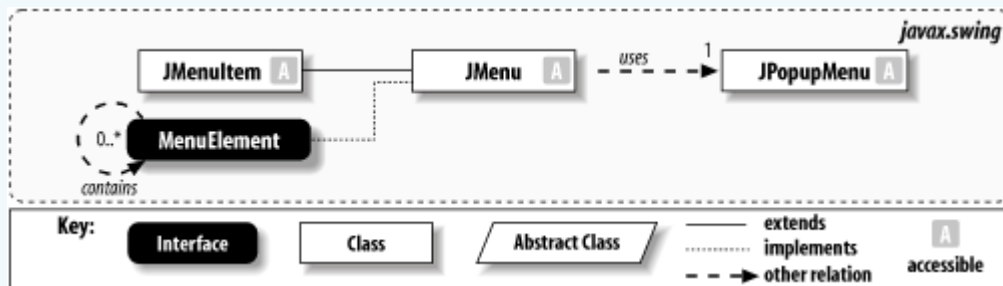 javax.swing
JMenuItem A
JMenu A
uses
1
JPopupMenu A
0..*
MenuElement
contains
Key:
Interface
Class
Abstract Class
extends
implements
other relation
A
accessible